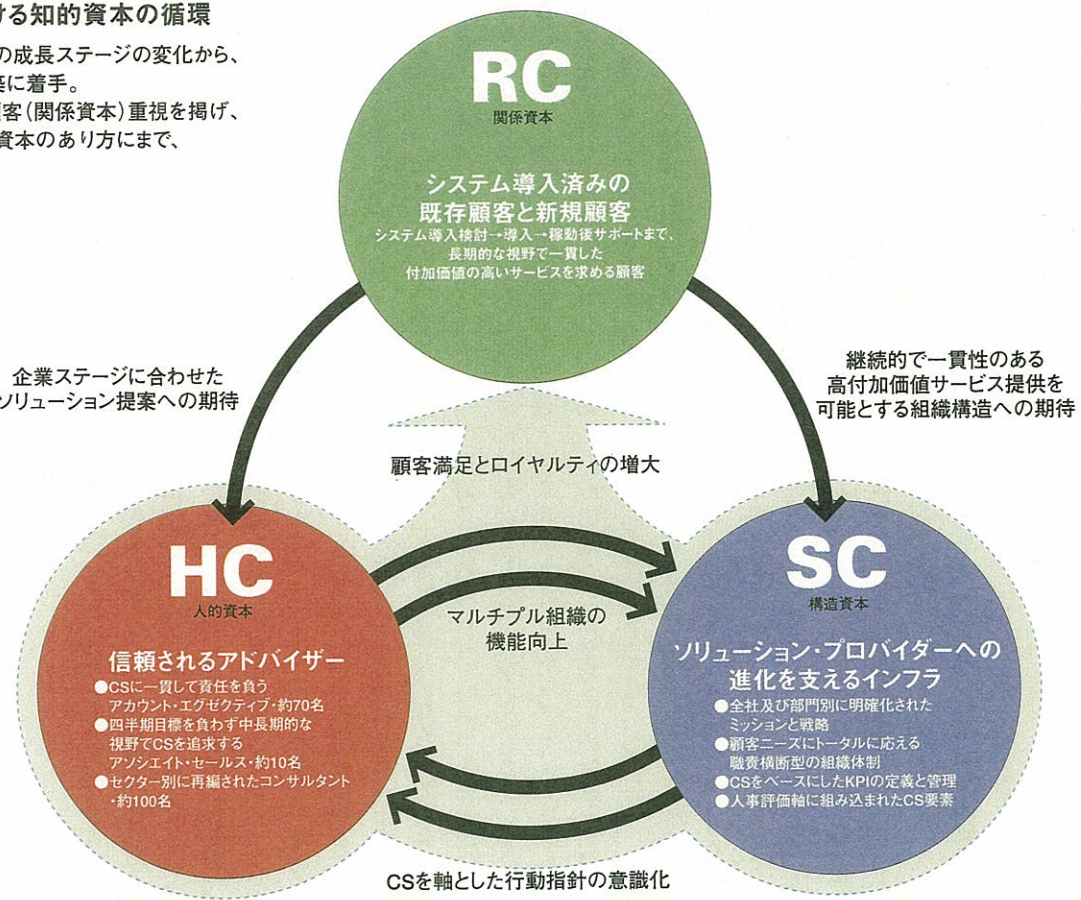 ける知的資本の循環
の成長ステージの変化から、
築に着手。
客(関係資本)重視を掲げ、
資本のあり方にまで、
RC
関係資本
システム導入済みの
既存顧客と新規顧客
システム導入検討→導入→稼動後サポートまで、
長期的な視野で一貫した
付加価値の高いサービスを求める顧客
企業ステージに合わせた
ソリューション提案への期待
継続的で一貫性のある
高付加価値サービス提供を
可能とする組織構造への期待
顧客満足とロイヤルティの増大
HC
人的資本
信頼されるアドバイザー
●CSに一貫して責任を負う
アカウント・エグゼクティブ・約70名
●四半期目標を負わず中長期的な
視野でCSを追求する
アソシエイト・セールス・約10名
●セクター別に再編されたコンサルタント
・約100名
マルチプル組織の
機能向上
SC
構造資本
ソリューション・プロバイダーへの
進化を支えるインフラ
●全社及び部門別に明確化された
ミッションと戦略
●顧客ニーズにトータルに応える
職責横断型の組織体制
●CSをベースにしたKPIの定義と管理
●人事評価軸に組み込まれたCS要素
CSを軸とした行動指針の意識化